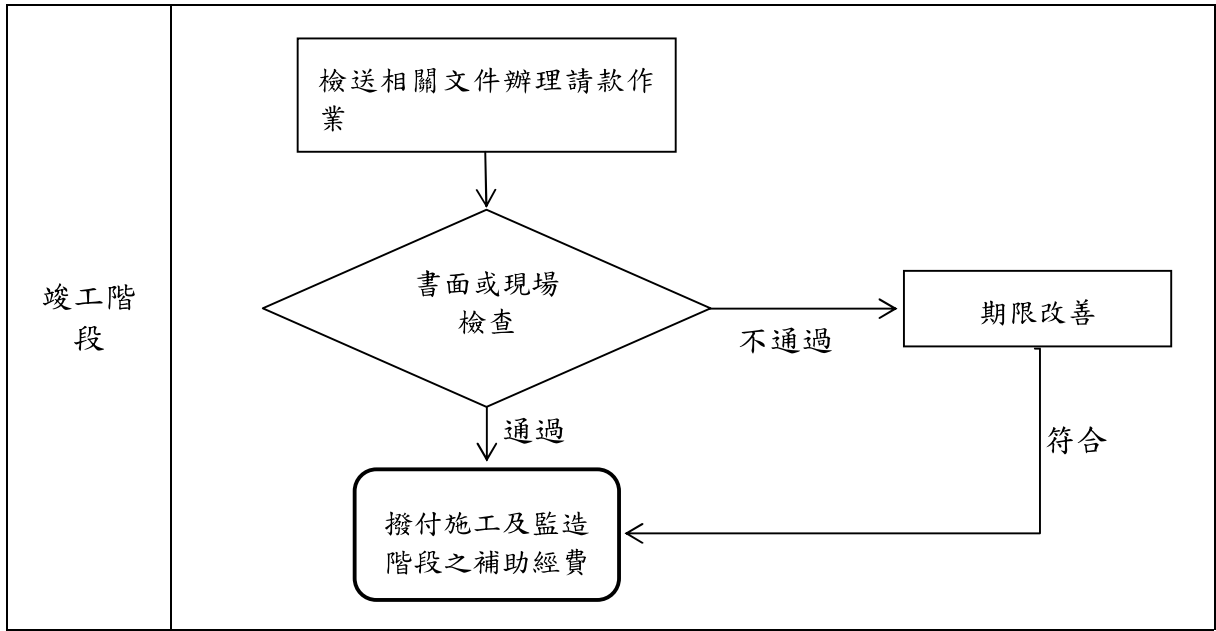 竣工階
段
檢送相關文件辦理請款作
業
書面或現場
檢查
不通過
期限改善
通過
符合
撥付施工及監造
階段之補助經費